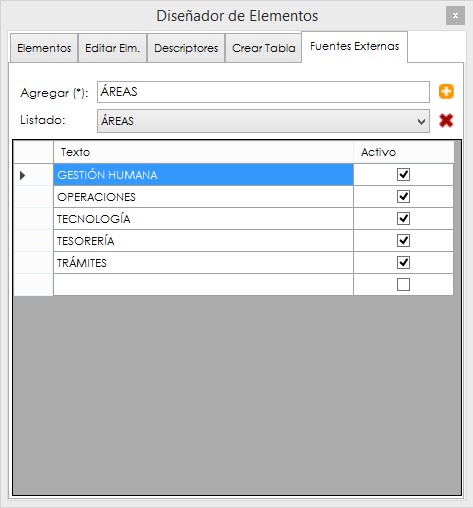 Diseñador de Elementos
x
Elementos Editar Elm. Descriptores Crear Tabla Fuentes Externas
Agregar (*): ÁREAS
Listado: ÁREAS
Texto Activo
GESTIÓN HUMANA
OPERACIONES
TECNOLOGÍA
TESORERÍA
TRÁMITES